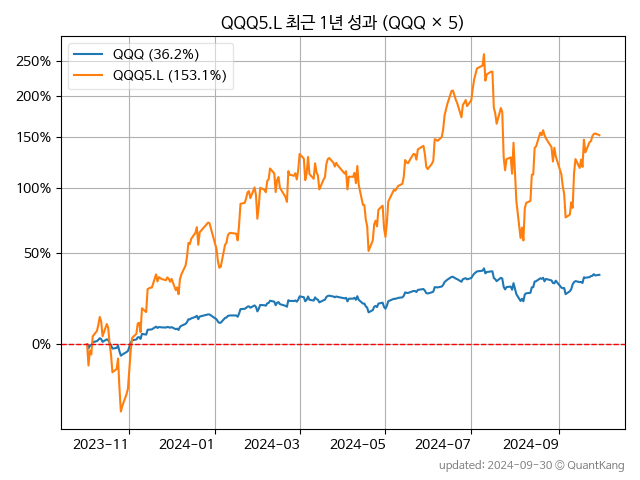 QQQ5.L 최근 1년 성과 (QQQ × 5)
QQQ (36.2%)
QQQ5.L (153.1%)
250%
200%
150%
100%
50%
0%
2023-11 2024-01 2024-03 2024-05 2024-07 2024-09
updated: 2024-09-30 © QuantKang